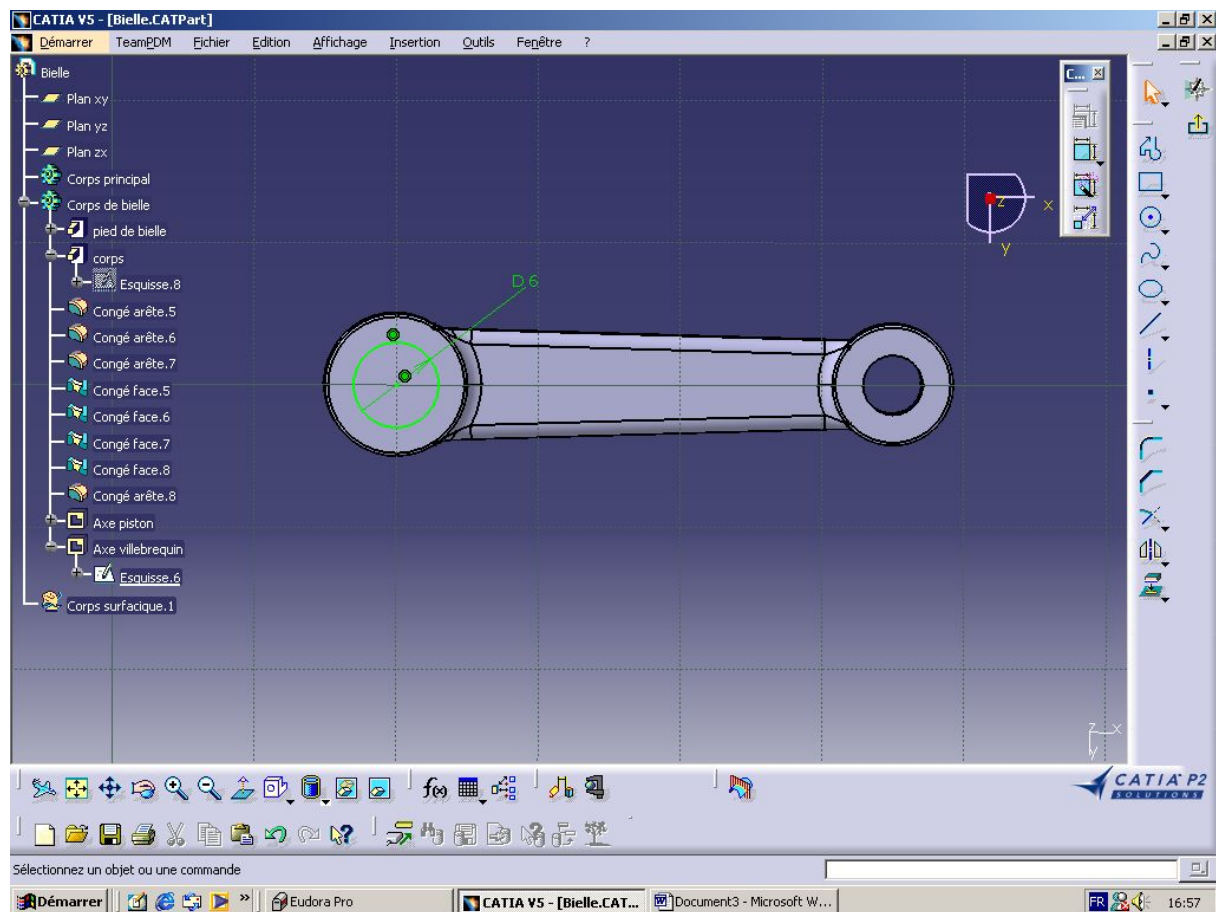 CATIA V5 - [Bielle.CATPart]
Démarrer TeamPDM Fichier Edition Affichage Insertion Outils Fenêtre ?
Bielle
Plan xy
Plan yz
Plan zx
Corps principal
Corps de bielle
pied de bielle
corps
Esquisse.8
Congé arête.5
Congé arête.6
Congé arête.7
Congé face.5
Congé face.6
Congé face.7
Congé face.8
Congé arête.8
Axe piston
Axe villebrequin
Esquisse.6
Corps surfacique.1
D 6
C...
z x
y
z x
y
f(x)
CATIA P2
SOLUTIONS
Sélectionnez un objet ou une commande
Démarrer » Eudora Pro CATIA V5 - [Bielle.CAT... Document3 - Microsoft W... FR 16:57